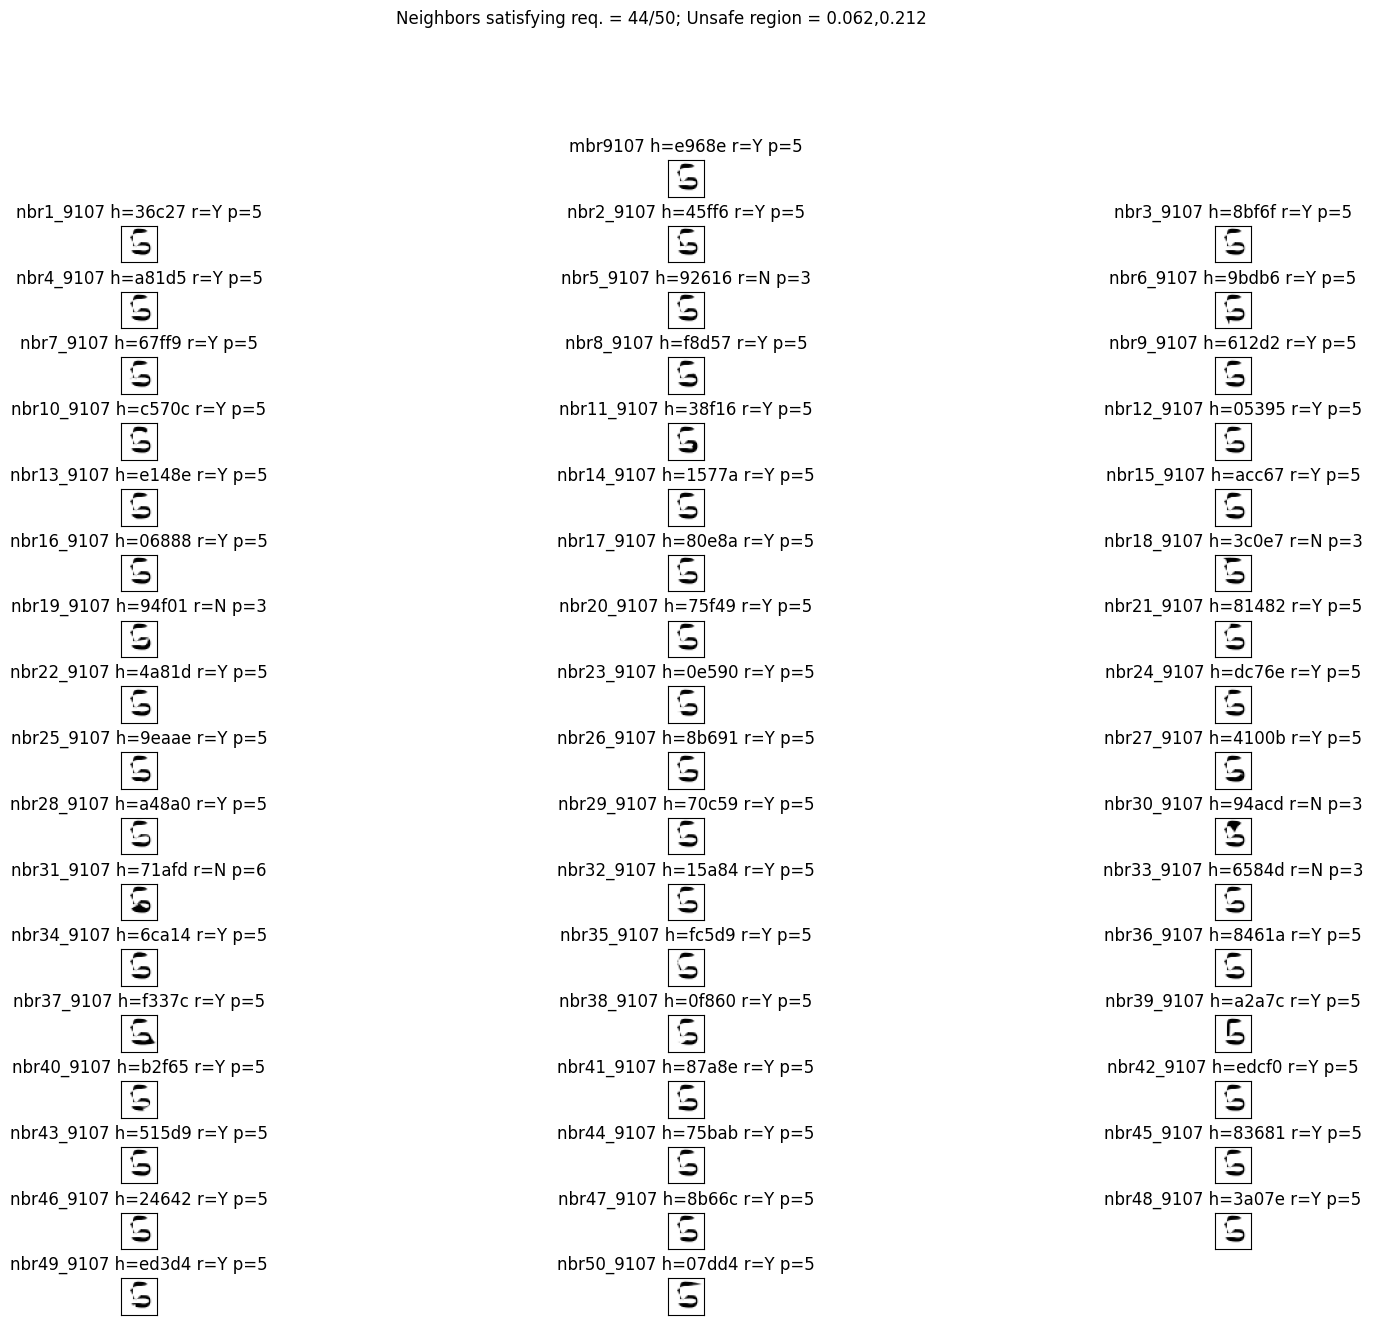 Neighbors satisfying req. = 44/50; Unsafe region = 0.062,0.212
mbr9107 h=e968e r=Y p=5
nbr1_9107 h=36c27 r=Y p=5 nbr2_9107 h=45ff6 r=Y p=5 nbr3_9107 h=8bf6f r=Y p=5
nbr4_9107 h=a81d5 r=Y p=5 nbr5_9107 h=92616 r=N p=3 nbr6_9107 h=9bdb6 r=Y p=5
nbr7_9107 h=67ff9 r=Y p=5 nbr8_9107 h=f8d57 r=Y p=5 nbr9_9107 h=612d2 r=Y p=5
nbr10_9107 h=c570c r=Y p=5 nbr11_9107 h=38f16 r=Y p=5 nbr12_9107 h=05395 r=Y p=5
nbr13_9107 h=e148e r=Y p=5 nbr14_9107 h=1577a r=Y p=5 nbr15_9107 h=acc67 r=Y p=5
nbr16_9107 h=06888 r=Y p=5 nbr17_9107 h=80e8a r=Y p=5 nbr18_9107 h=3c0e7 r=N p=3
nbr19_9107 h=94f01 r=N p=3 nbr20_9107 h=75f49 r=Y p=5 nbr21_9107 h=81482 r=Y p=5
nbr22_9107 h=4a81d r=Y p=5 nbr23_9107 h=0e590 r=Y p=5 nbr24_9107 h=dc76e r=Y p=5
nbr25_9107 h=9eaae r=Y p=5 nbr26_9107 h=8b691 r=Y p=5 nbr27_9107 h=4100b r=Y p=5
nbr28_9107 h=a48a0 r=Y p=5 nbr29_9107 h=70c59 r=Y p=5 nbr30_9107 h=94acd r=N p=3
nbr31_9107 h=71afd r=N p=6 nbr32_9107 h=15a84 r=Y p=5 nbr33_9107 h=6584d r=N p=3
nbr34_9107 h=6ca14 r=Y p=5 nbr35_9107 h=fc5d9 r=Y p=5 nbr36_9107 h=8461a r=Y p=5
nbr37_9107 h=f337c r=Y p=5 nbr38_9107 h=0f860 r=Y p=5 nbr39_9107 h=a2a7c r=Y p=5
nbr40_9107 h=b2f65 r=Y p=5 nbr41_9107 h=87a8e r=Y p=5 nbr42_9107 h=edcf0 r=Y p=5
nbr43_9107 h=515d9 r=Y p=5 nbr44_9107 h=75bab r=Y p=5 nbr45_9107 h=83681 r=Y p=5
nbr46_9107 h=24642 r=Y p=5 nbr47_9107 h=8b66c r=Y p=5 nbr48_9107 h=3a07e r=Y p=5
nbr49_9107 h=ed3d4 r=Y p=5 nbr50_9107 h=07dd4 r=Y p=5